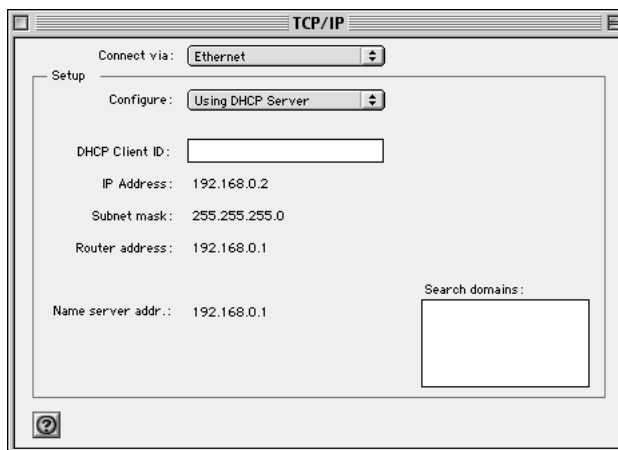 TCP/IP
Connect via: Ethernet
Setup
Configure: Using DHCP Server
DHCP Client ID:
IP Address: 192.168.0.2
Subnet mask: 255.255.255.0
Router address: 192.168.0.1
Search domains:
Name server addr.: 192.168.0.1
?